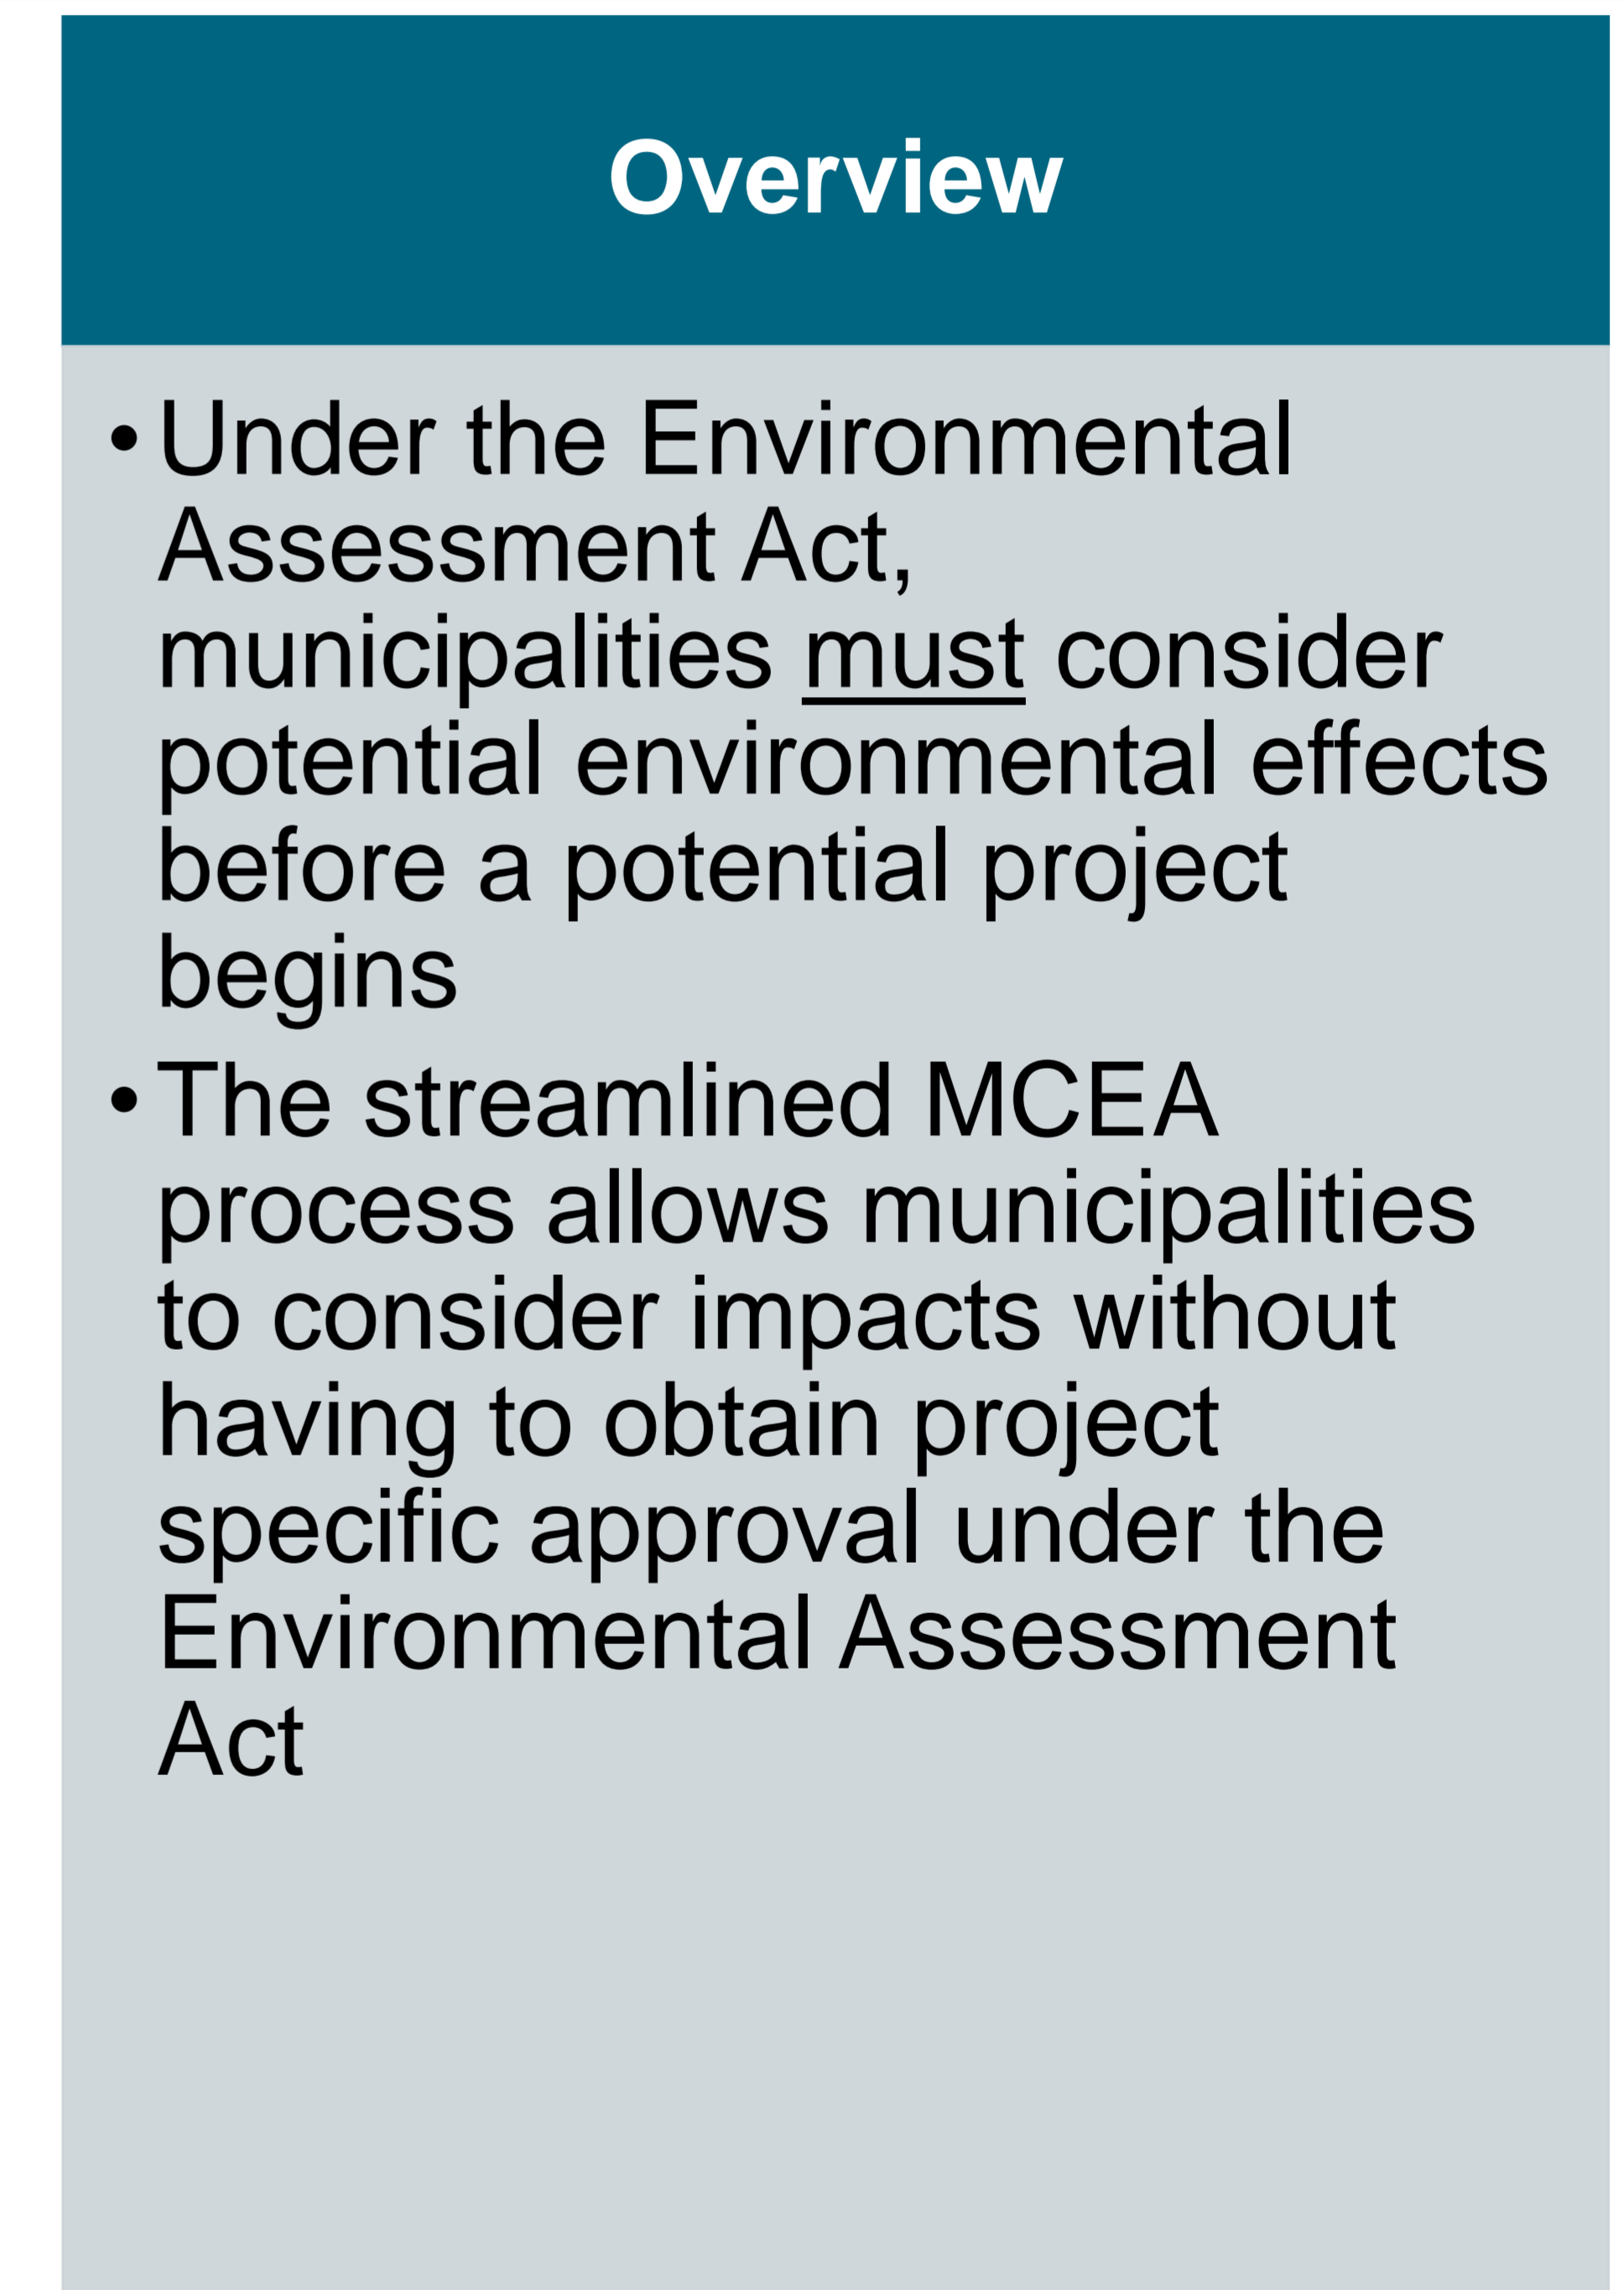 Overview
• Under the Environmental
Assessment Act,
municipalities must consider
potential environmental effects
before a potential project
begins
• The streamlined MCEA
process allows municipalities
to consider impacts without
having to obtain project
specific approval under the
Environmental Assessment
Act